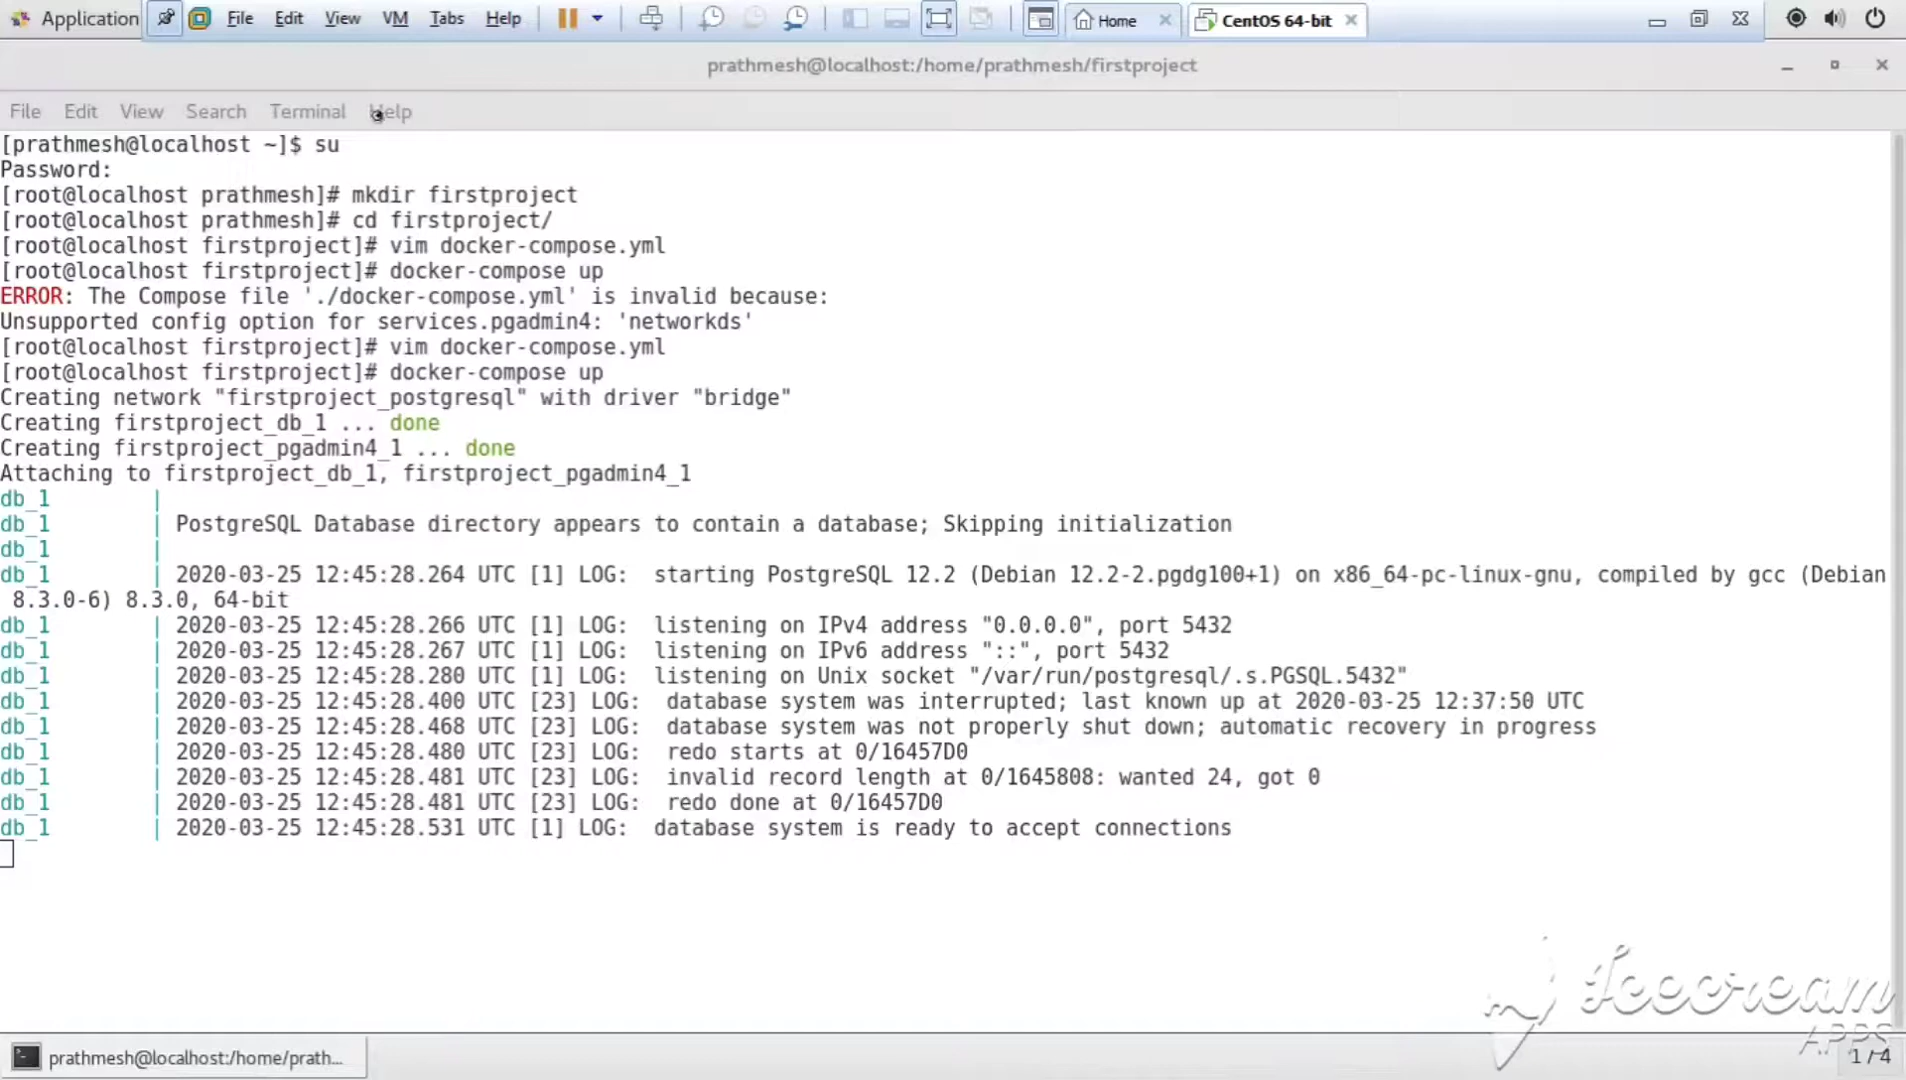 Application File Edit View VM Tabs Help Home CentOS 64-bit
prathmesh@localhost:/home/prathmesh/firstproject
File Edit View Search Terminal Help
[prathmesh@localhost ~]$ su
Password:
[root@localhost prathmesh]# mkdir firstproject
[root@localhost prathmesh]# cd firstproject/
[root@localhost firstproject]# vim docker-compose.yml
[root@localhost firstproject]# docker-compose up
ERROR: The Compose file './docker-compose.yml' is invalid because:
Unsupported config option for services.pgadmin4: 'networkds'
[root@localhost firstproject]# vim docker-compose.yml
[root@localhost firstproject]# docker-compose up
Creating network "firstproject_postgresql" with driver "bridge"
Creating firstproject_db_1 ... done
Creating firstproject_pgadmin4_1 ... done
Attaching to firstproject_db_1, firstproject_pgadmin4_1
db_1 |
db_1 | PostgreSQL Database directory appears to contain a database; Skipping initialization
db_1 |
db_1 | 2020-03-25 12:45:28.264 UTC [1] LOG: starting PostgreSQL 12.2 (Debian 12.2-2.pgdg100+1) on x86_64-pc-linux-gnu, compiled by gcc (Debian
8.3.0-6) 8.3.0, 64-bit
db_1 | 2020-03-25 12:45:28.266 UTC [1] LOG: listening on IPv4 address "0.0.0.0", port 5432
db_1 | 2020-03-25 12:45:28.267 UTC [1] LOG: listening on IPv6 address "::", port 5432
db_1 | 2020-03-25 12:45:28.280 UTC [1] LOG: listening on Unix socket "/var/run/postgresql/.s.PGSQL.5432"
db_1 | 2020-03-25 12:45:28.400 UTC [23] LOG: database system was interrupted; last known up at 2020-03-25 12:37:50 UTC
db_1 | 2020-03-25 12:45:28.468 UTC [23] LOG: database system was not properly shut down; automatic recovery in progress
db_1 | 2020-03-25 12:45:28.480 UTC [23] LOG: redo starts at 0/16457D0
db_1 | 2020-03-25 12:45:28.481 UTC [23] LOG: invalid record length at 0/1645808: wanted 24, got 0
db_1 | 2020-03-25 12:45:28.481 UTC [23] LOG: redo done at 0/16457D0
db_1 | 2020-03-25 12:45:28.531 UTC [1] LOG: database system is ready to accept connections
Icecream
APPS
prathmesh@localhost:/home/prath... 1 / 4